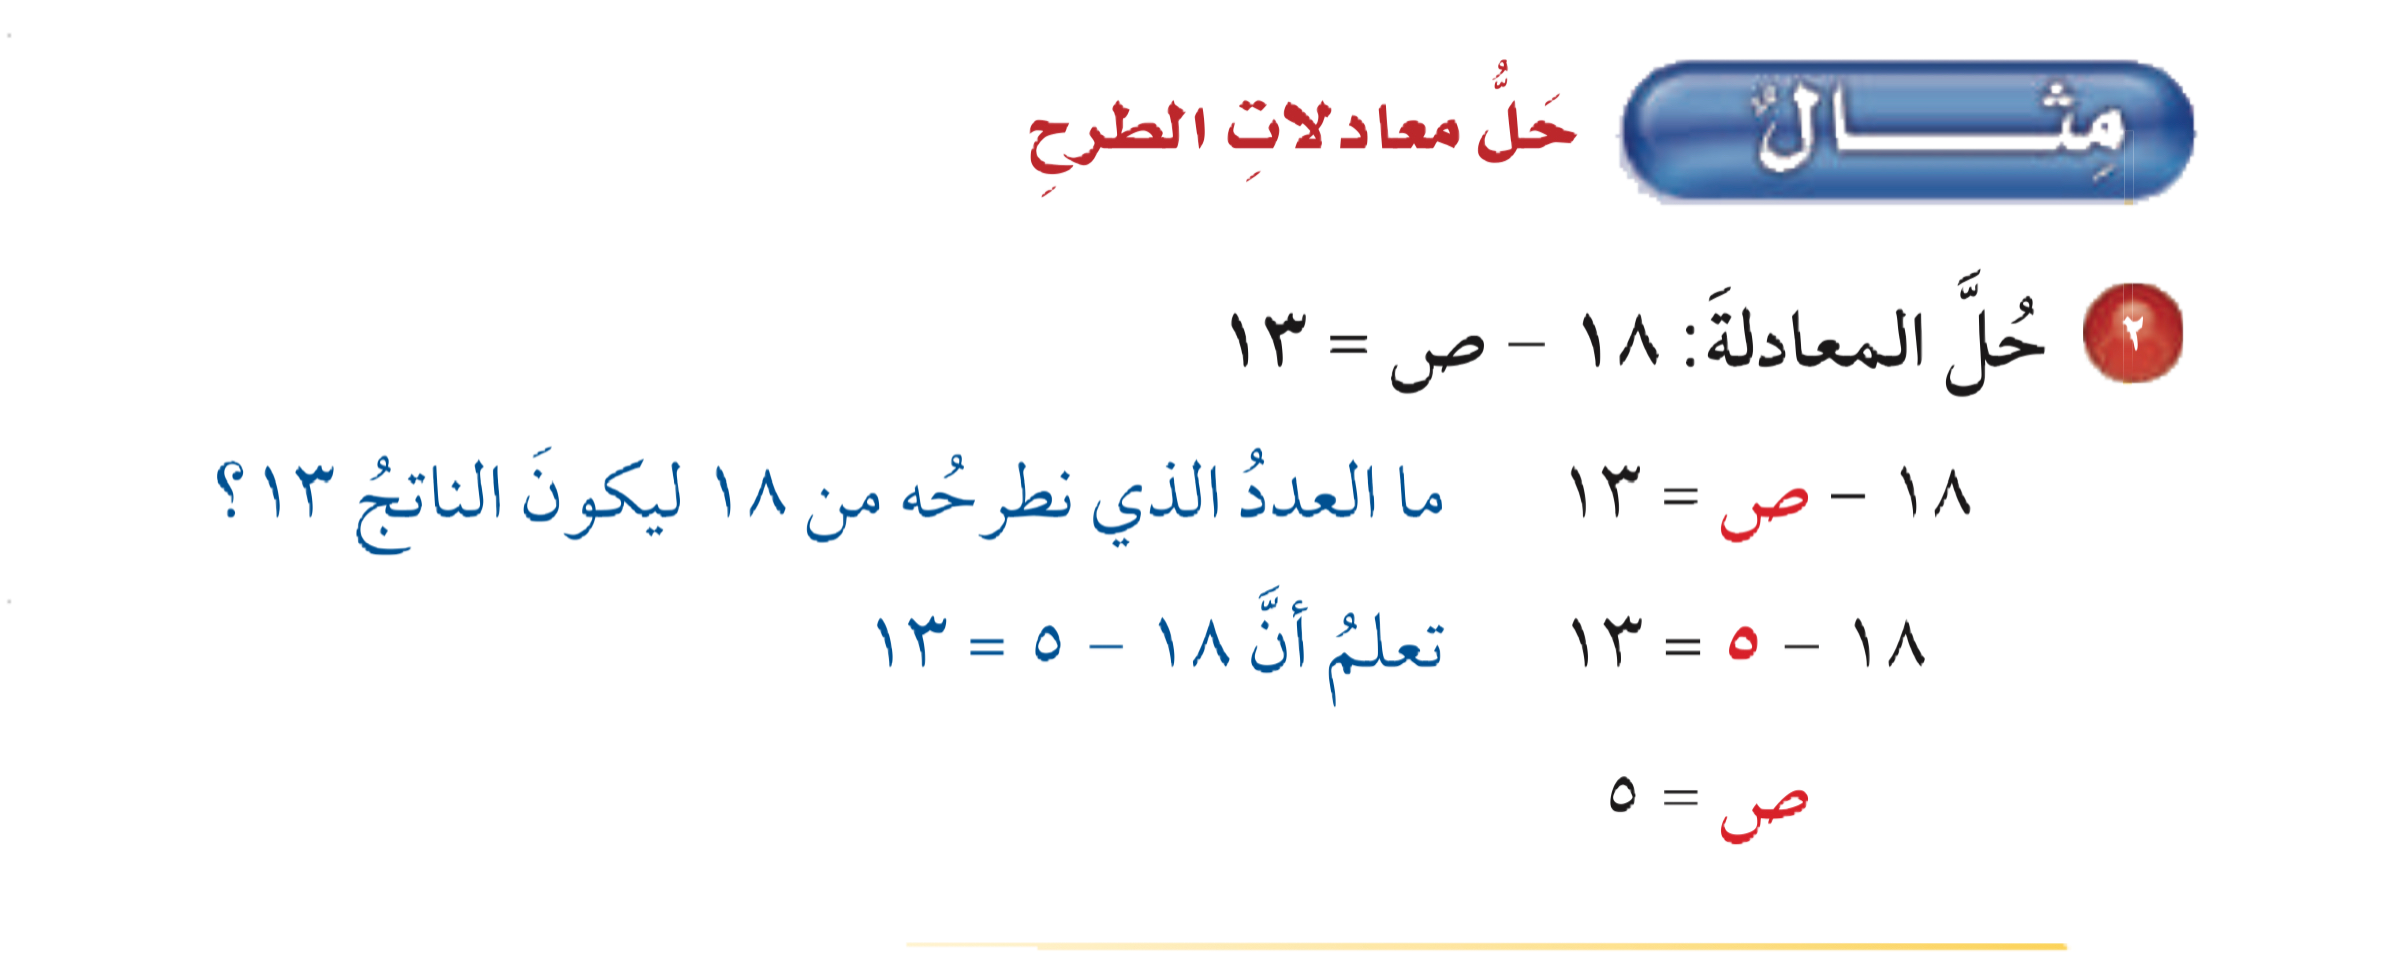 مِثـــالٌ حَلُّ معادلاتِ الطرحِ
٢ حُلَّ المعادلةَ: ١٨ – ص = ١٣
١٨ – ص = ١٣ ما العددُ الذي نطرحُه من ١٨ ليكونَ الناتجُ ١٣؟
١٨ – ٥ = ١٣ تعلمُ أنَّ ١٨ – ٥ = ١٣
ص = ٥